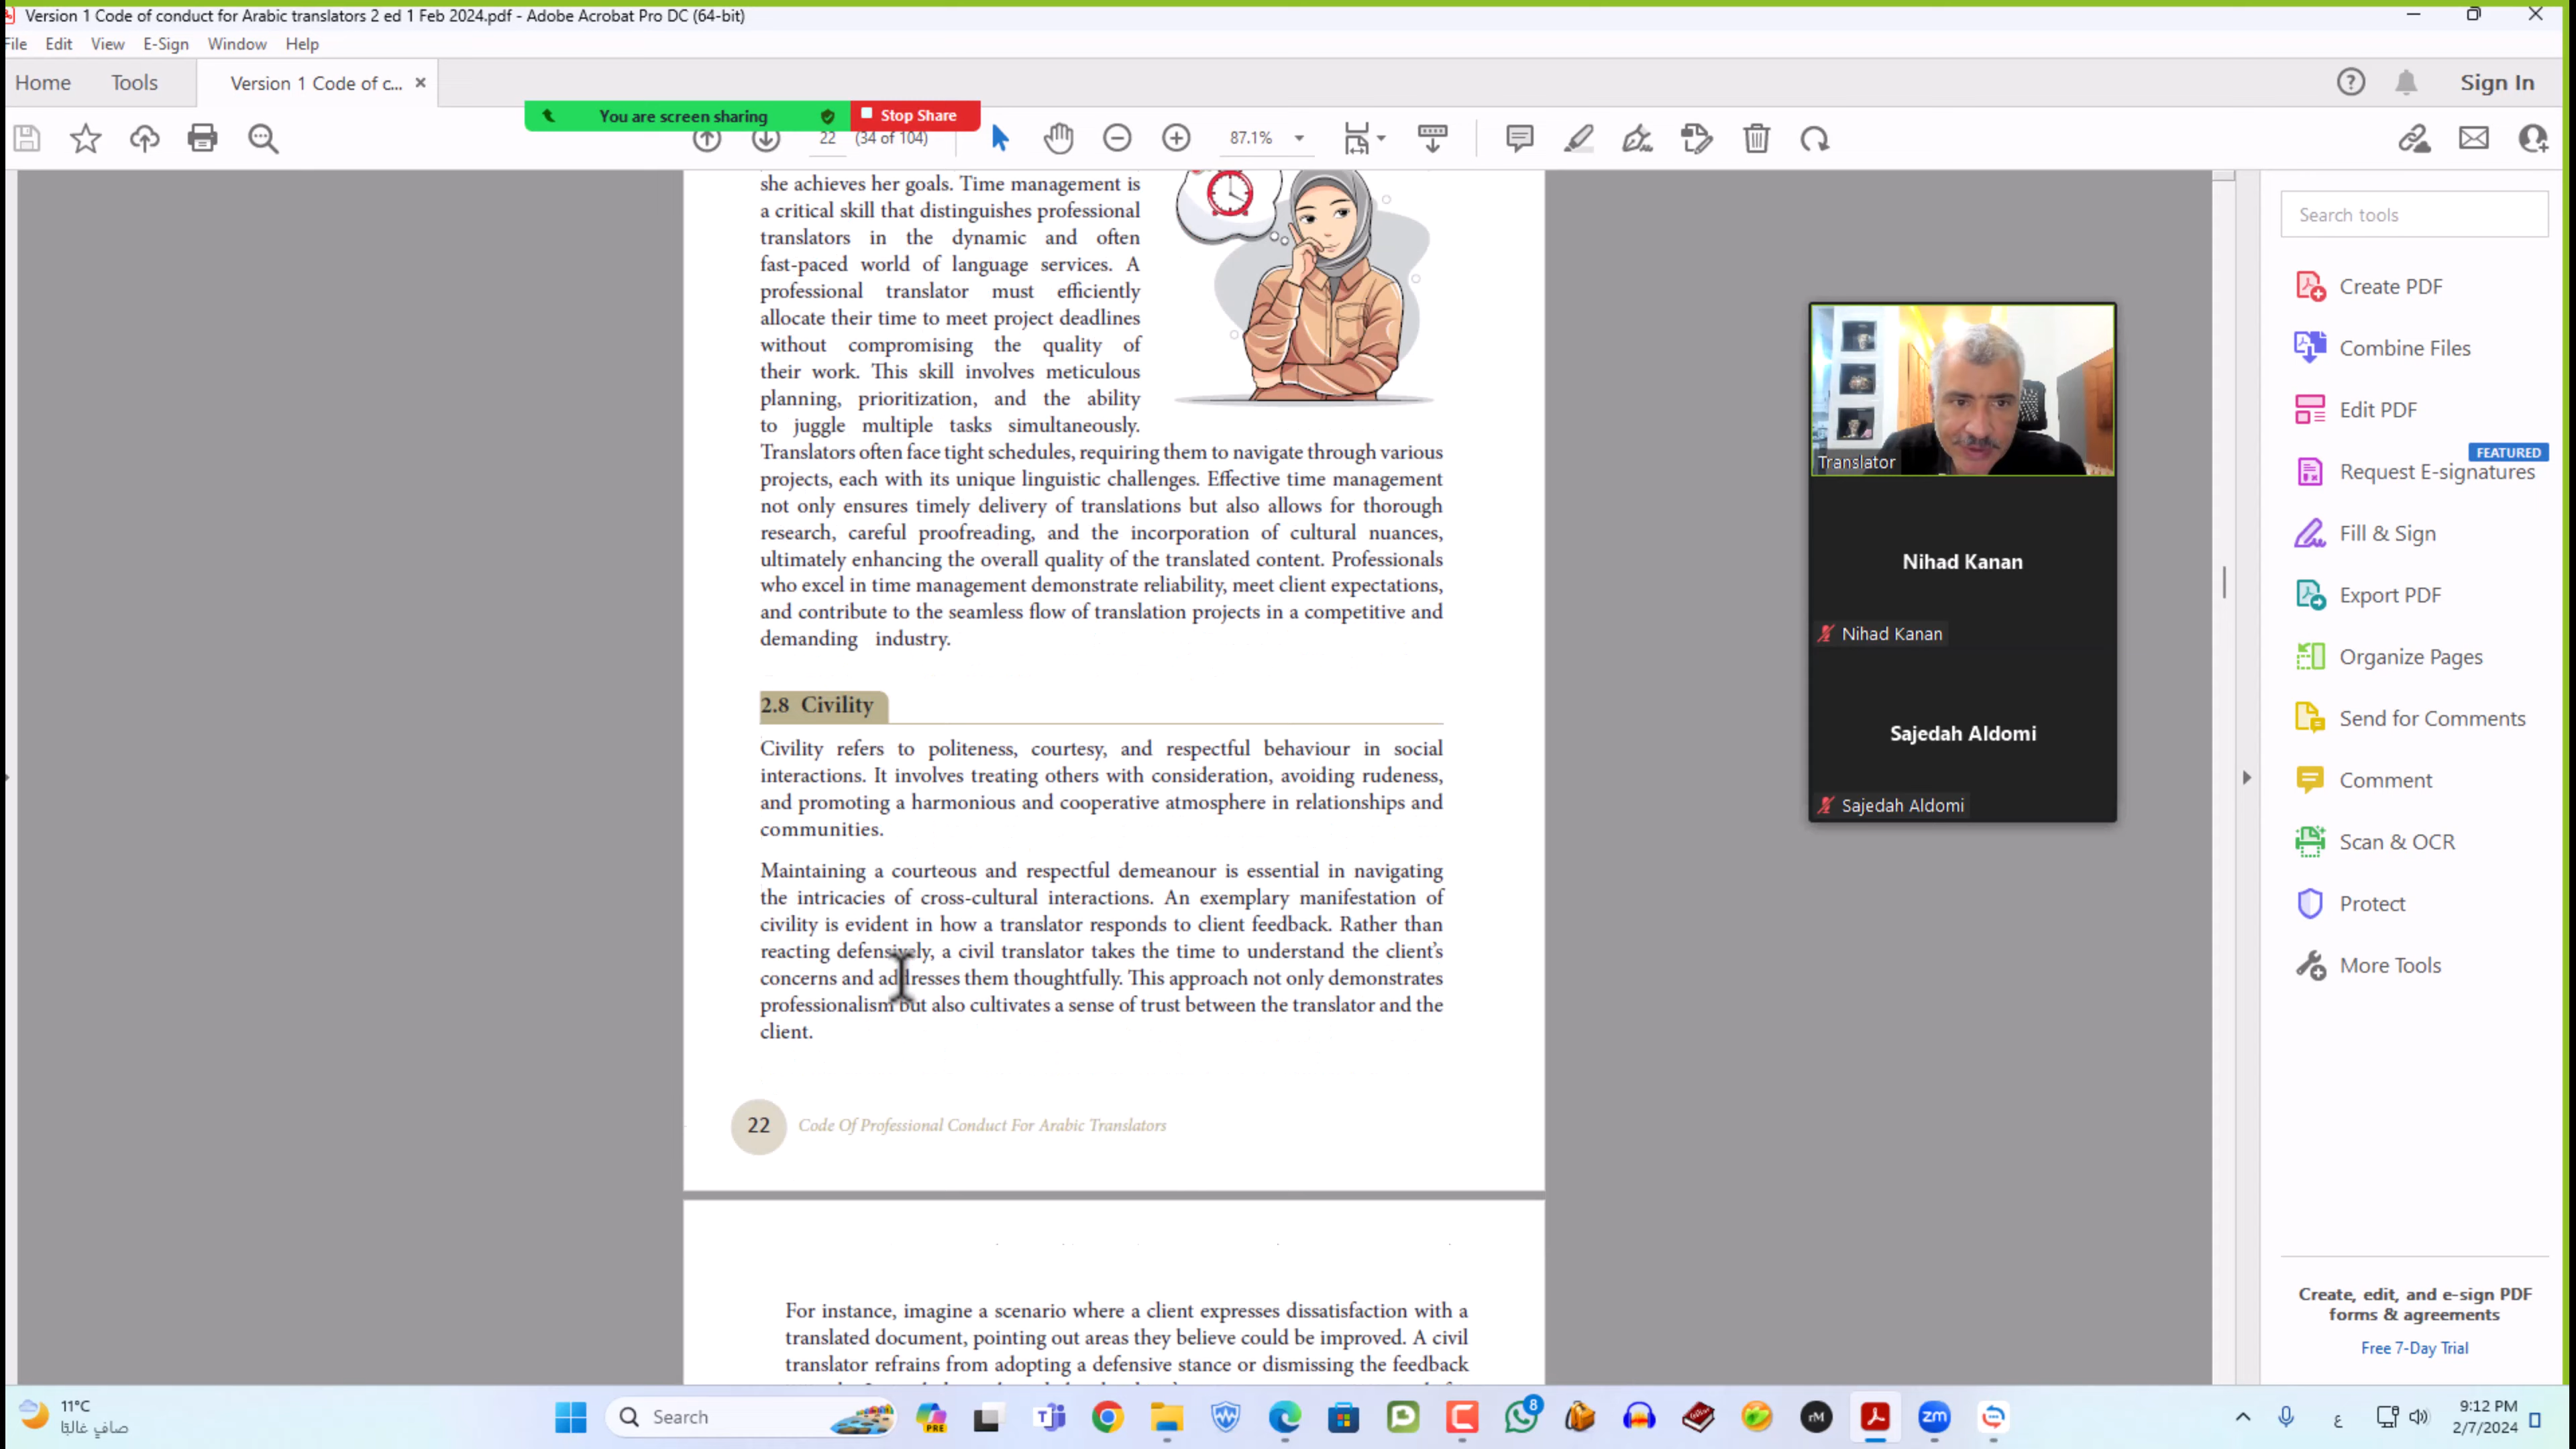 Version 1 Code of conduct for Arabic translators 2 ed 1 Feb 2024.pdf - Adobe Acrobat Pro DC (64-bit)
File Edit View E-Sign Window Help
Home Tools Version 1 Code of c... Sign In
You are screen sharing Stop Share
22 (34 of 104) 87.1%
she achieves her goals. Time management is
a critical skill that distinguishes professional
translators in the dynamic and often
fast-paced world of language services. A
professional translator must efficiently
allocate their time to meet project deadlines
without compromising the quality of
their work. This skill involves meticulous
planning, prioritization, and the ability
to juggle multiple tasks simultaneously.
Translators often face tight schedules, requiring them to navigate through various
projects, each with its unique linguistic challenges. Effective time management
not only ensures timely delivery of translations but also allows for thorough
research, careful proofreading, and the incorporation of cultural nuances,
ultimately enhancing the overall quality of the translated content. Professionals
who excel in time management demonstrate reliability, meet client expectations,
and contribute to the seamless flow of translation projects in a competitive and
demanding industry.
2.8 Civility
Civility refers to politeness, courtesy, and respectful behaviour in social
interactions. It involves treating others with consideration, avoiding rudeness,
and promoting a harmonious and cooperative atmosphere in relationships and
communities.
Maintaining a courteous and respectful demeanour is essential in navigating
the intricacies of cross-cultural interactions. An exemplary manifestation of
civility is evident in how a translator responds to client feedback. Rather than
reacting defensively, a civil translator takes the time to understand the client's
concerns and addresses them thoughtfully. This approach not only demonstrates
professionalism but also cultivates a sense of trust between the translator and the
client.
22 Code Of Professional Conduct For Arabic Translators
For instance, imagine a scenario where a client expresses dissatisfaction with a
translated document, pointing out areas they believe could be improved. A civil
translator refrains from adopting a defensive stance or dismissing the feedback
Translator
Nihad Kanan
Nihad Kanan
Sajedah Aldomi
Sajedah Aldomi
Search tools
Create PDF
Combine Files
Edit PDF
FEATURED
Request E-signatures
Fill & Sign
Export PDF
Organize Pages
Send for Comments
Comment
Scan & OCR
Protect
More Tools
Create, edit, and e-sign PDF
forms & agreements
Free 7-Day Trial
11°C
صافٍ غالبًا
Search
PRE
8
rM
zm
ع
9:12 PM
2/7/2024